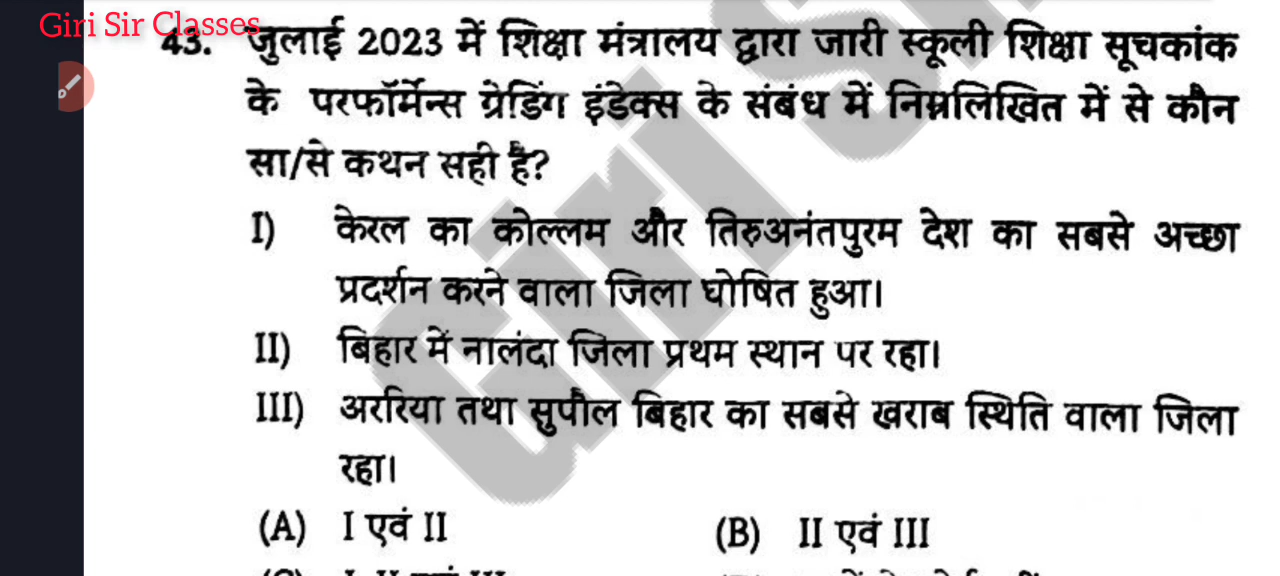 Giri Sir Classes
43. जुलाई 2023 में शिक्षा मंत्रालय द्वारा जारी स्कूली शिक्षा सूचकांक
के परफॉर्मेन्स ग्रेडिंग इंडेक्स के संबंध में निम्नलिखित में से कौन
सा/से कथन सही है?
I) केरल का कोल्लम और तिरुअनंतपुरम देश का सबसे अच्छा
प्रदर्शन करने वाला जिला घोषित हुआ।
II) बिहार में नालंदा जिला प्रथम स्थान पर रहा।
III) अररिया तथा सुपौल बिहार का सबसे खराब स्थिति वाला जिला
रहा।
(A) I एवं II (B) II एवं III